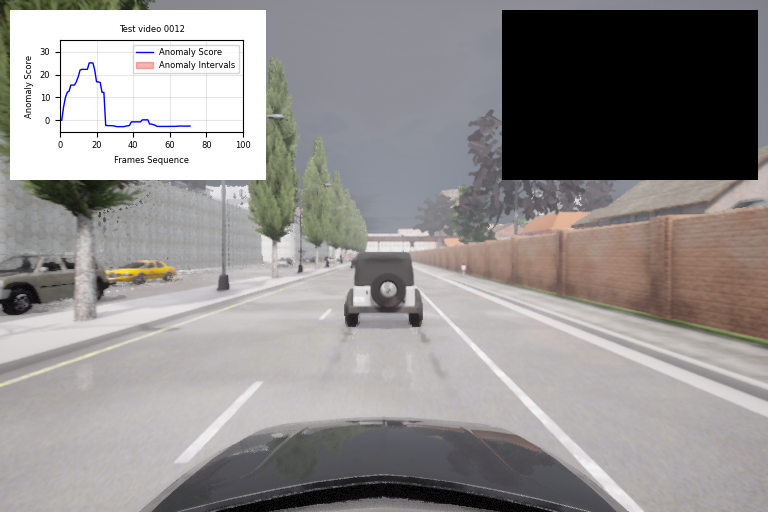 Test video 0012
Anomaly Score
30
20
10
0
Anomaly Score
Anomaly Intervals
0 20 40 60 80 100
Frames Sequence